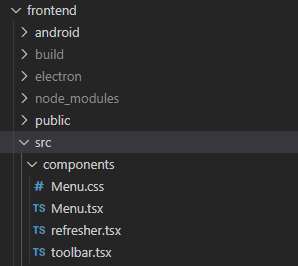 frontend
android
build
electron
node_modules
public
src
components
# Menu.css
TS Menu.tsx
TS refresher.tsx
TS toolbar.tsx